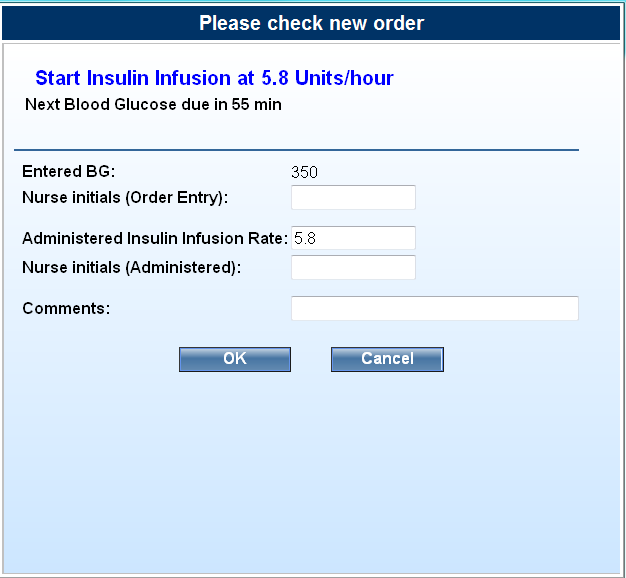 Please check new order
Start Insulin Infusion at 5.8 Units/hour
Next Blood Glucose due in 55 min
Entered BG: 350
Nurse initials (Order Entry):
Administered Insulin Infusion Rate: 5.8
Nurse initials (Administered):
Comments:
OK Cancel